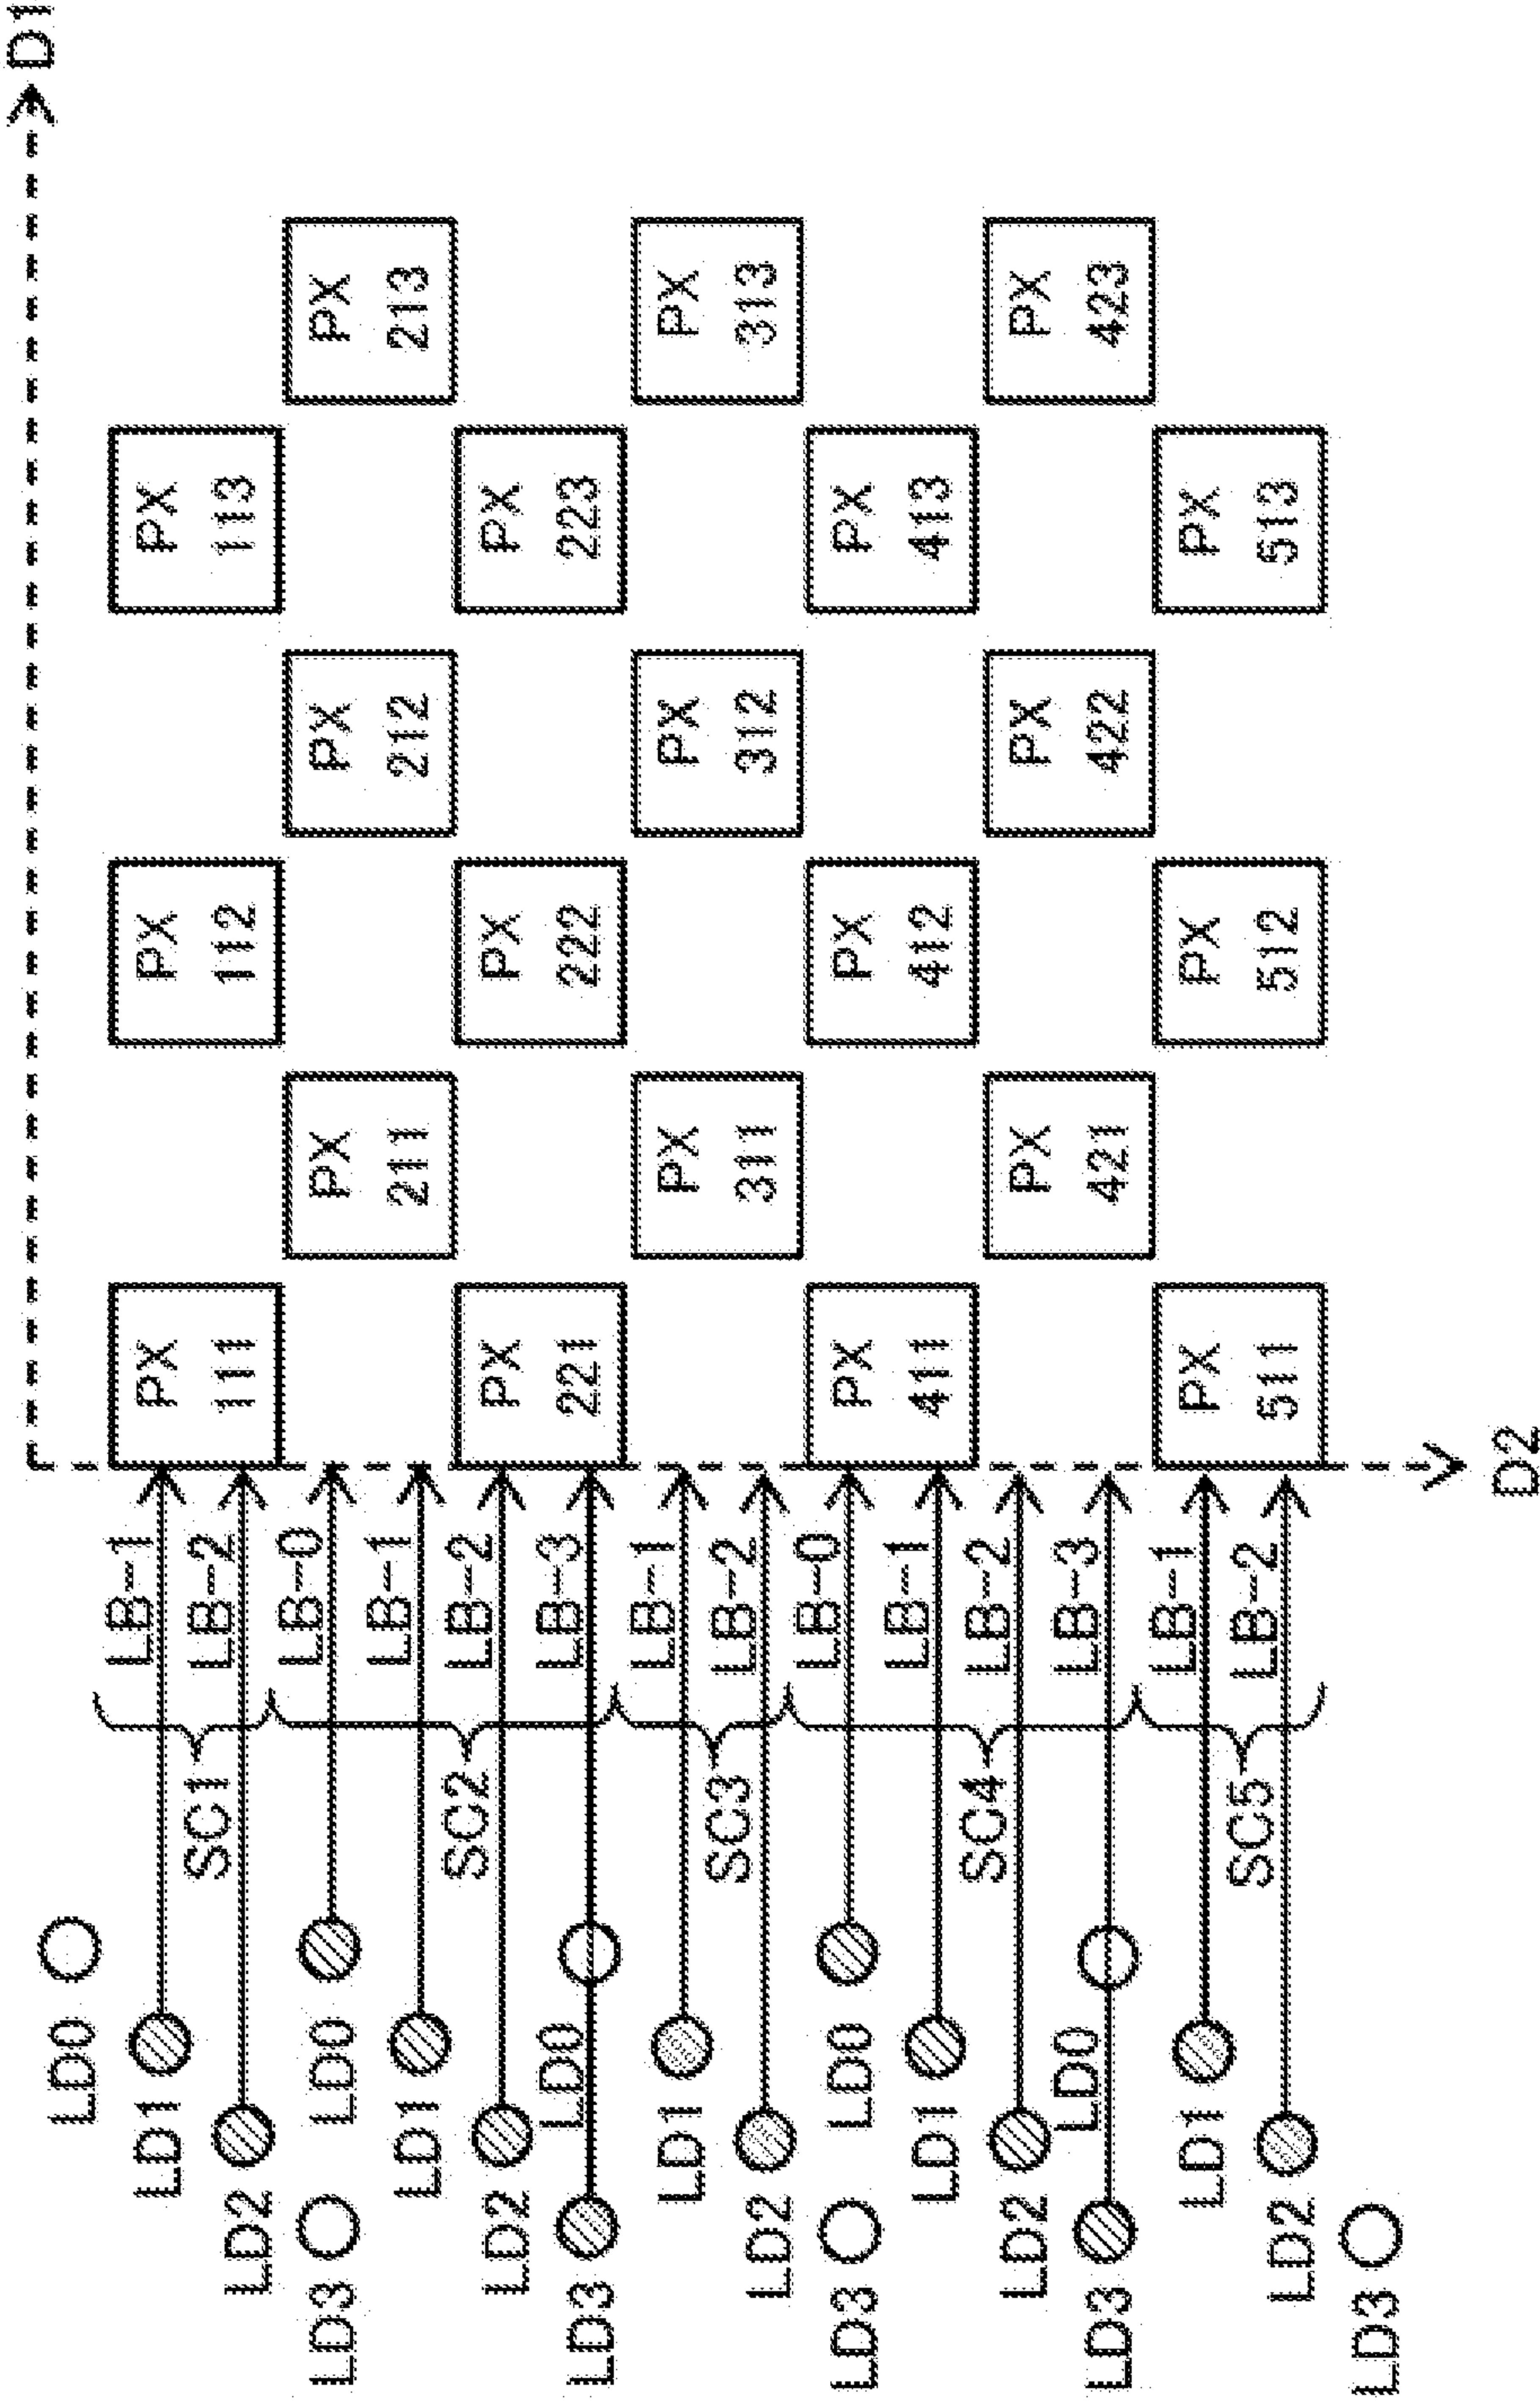 D1
PX 111
PX 112
PX 113
PX 211
PX 212
PX 213
PX 221
PX 222
PX 223
PX 311
PX 312
PX 313
PX 411
PX 412
PX 413
PX 421
PX 422
PX 423
PX 511
PX 512
PX 513
D2
LB-1
LB-2
LB-0
LB-1
LB-2
LB-3
LB-1
LB-2
LB-0
LB-1
LB-2
LB-3
LB-1
LB-2
SC1
SC2
SC3
SC4
SC5
LD0
LD1
LD2
LD3
LD0
LD1
LD2
LD3
LD0
LD1
LD2
LD3
LD0
LD1
LD2
LD3
LD0
LD1
LD2
LD3